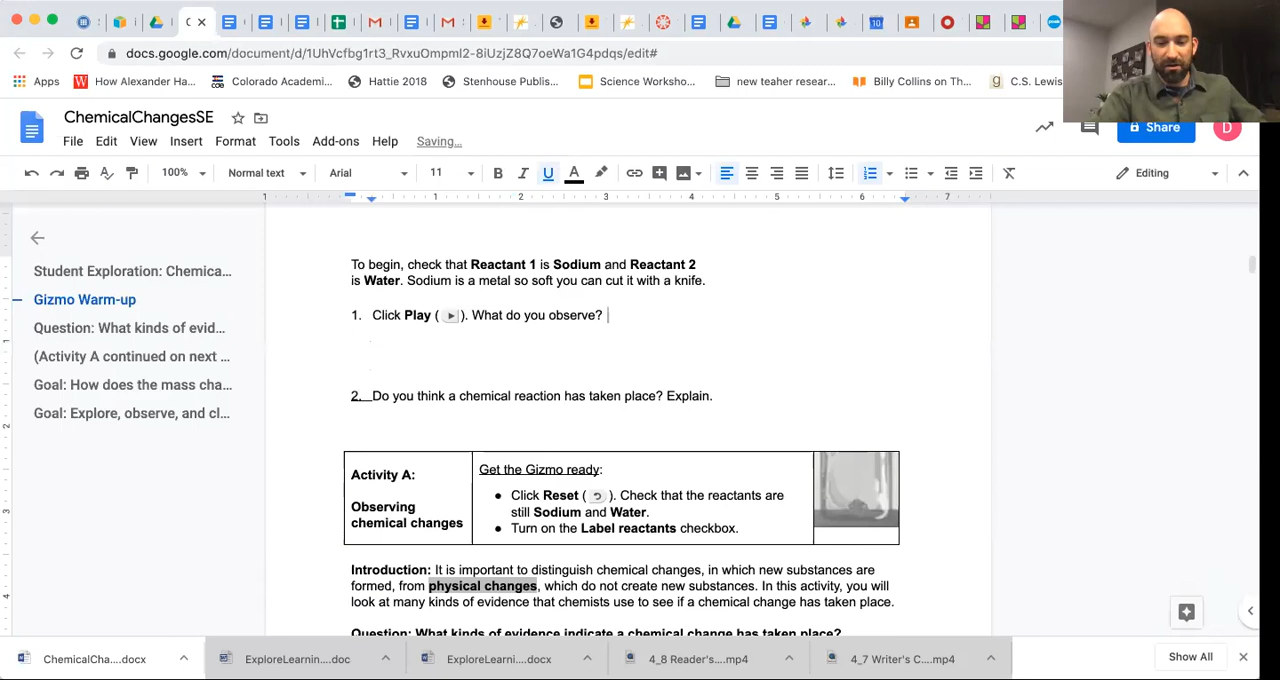 docs.google.com/document/d/1UhVcfbg1rt3_RvxuOmpmI2-8iUzjZ8Q7oeWa1G4pdqs/edit#
Apps How Alexander Ha... Colorado Academi... Hattie 2018 Stenhouse Publis... Science Worksho... new teaher resear... Billy Collins on Th... C.S. Lewis
ChemicalChangesSE
File Edit View Insert Format Tools Add-ons Help Saving...
Share
D
100% Normal text Arial 11 B I U A Editing
1 1 2 3 4 5 6 7
To begin, check that Reactant 1 is Sodium and Reactant 2
is Water. Sodium is a metal so soft you can cut it with a knife.
1. Click Play ( ). What do you observe?
2. Do you think a chemical reaction has taken place? Explain.
Student Exploration: Chemica...
Gizmo Warm-up
Question: What kinds of evid...
(Activity A continued on next ...
Goal: How does the mass cha...
Goal: Explore, observe, and cl...
Activity A:
Observing
chemical changes
Get the Gizmo ready:
● Click Reset ( ). Check that the reactants are
still Sodium and Water.
● Turn on the Label reactants checkbox.
Introduction: It is important to distinguish chemical changes, in which new substances are
formed, from physical changes, which do not create new substances. In this activity, you will
look at many kinds of evidence that chemists use to see if a chemical change has taken place.
Question: What kinds of evidence indicate a chemical change has taken place?
ChemicalCha....docx ExploreLearnin....doc ExploreLearni....docx 4_8 Reader's....mp4 4_7 Writer's C....mp4 Show All